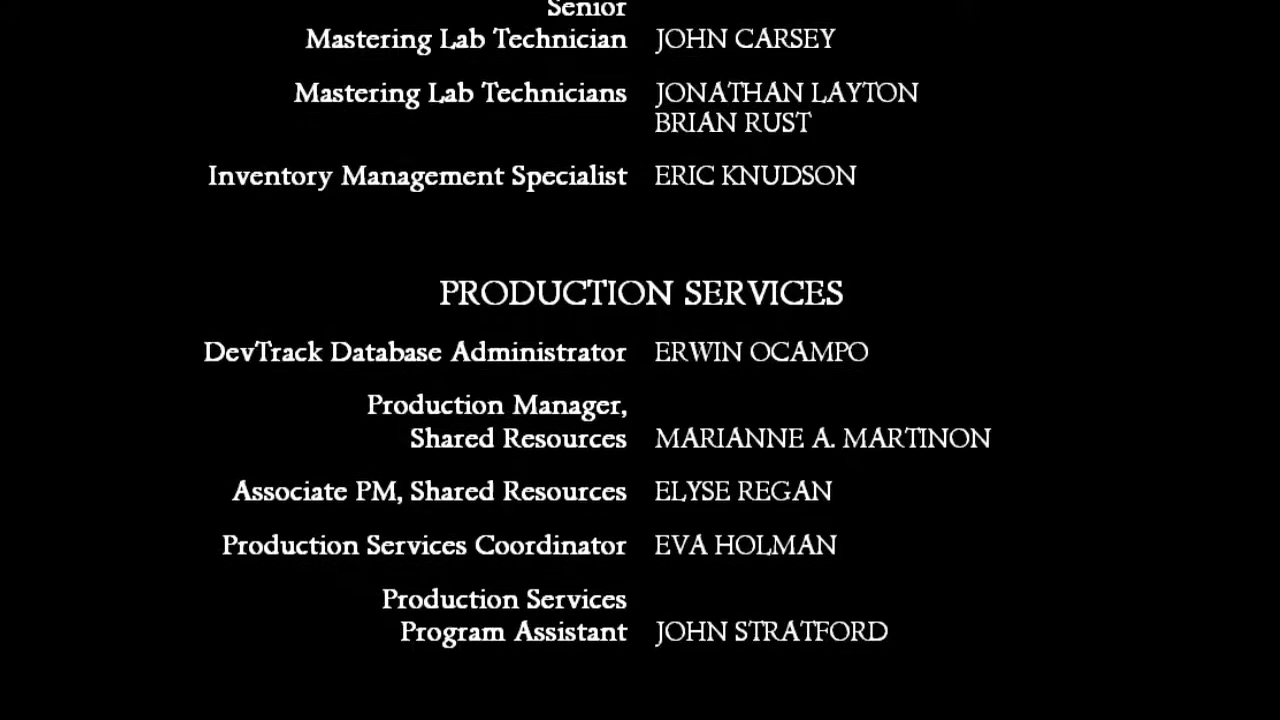 Senior
Mastering Lab Technician JOHN CARSEY
Mastering Lab Technicians JONATHAN LAYTON
BRIAN RUST
Inventory Management Specialist ERIC KNUDSON
PRODUCTION SERVICES
DevTrack Database Administrator ERWIN OCAMPO
Production Manager,
Shared Resources MARIANNE A. MARTINON
Associate PM, Shared Resources ELYSE REGAN
Production Services Coordinator EVA HOLMAN
Production Services
Program Assistant JOHN STRATFORD